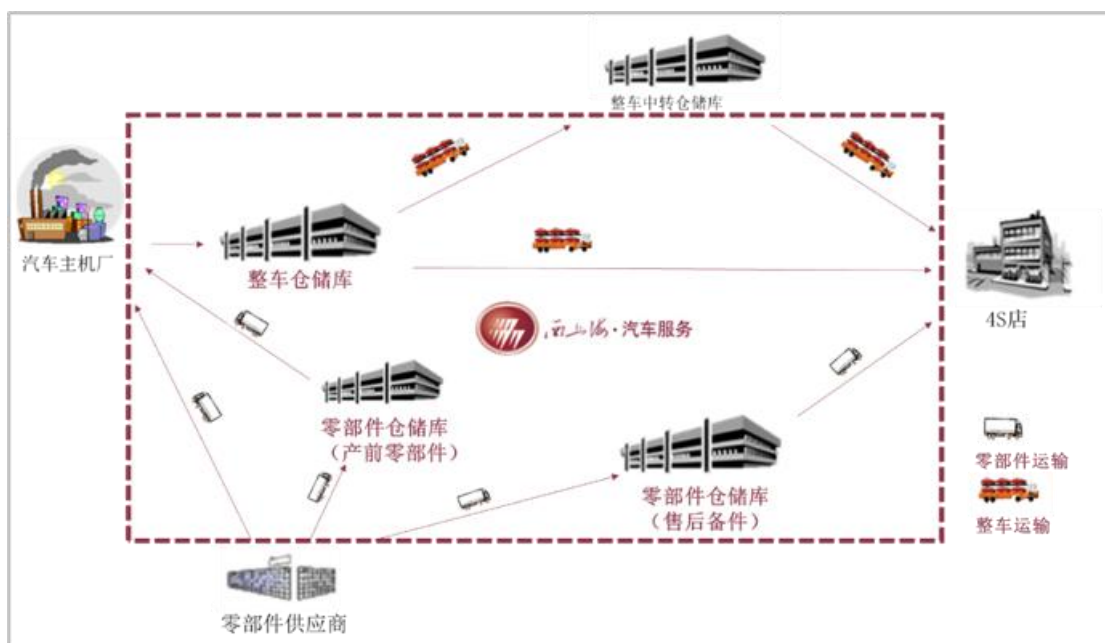 整车中转仓储库
汽车主机厂
整车仓储库
4S店
西上海·汽车服务
零部件仓储库
（产前零部件）
零部件仓储库
（售后备件）
零部件运输
整车运输
零部件供应商